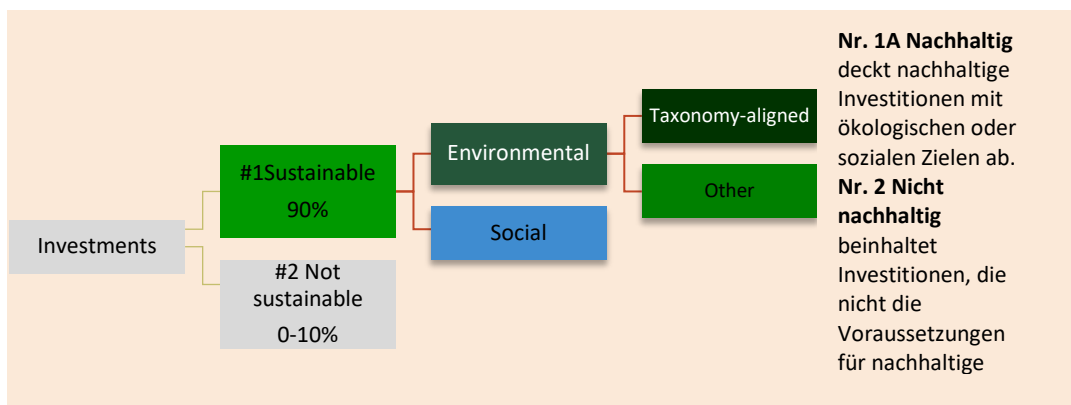 Investments
#1Sustainable
90%
#2 Not
sustainable
0-10%
Environmental
Social
Taxonomy-aligned
Other
Nr. 1A Nachhaltig
deckt nachhaltige
Investitionen mit
ökologischen oder
sozialen Zielen ab.
Nr. 2 Nicht
nachhaltig
beinhaltet
Investitionen, die
nicht die
Voraussetzungen
für nachhaltige